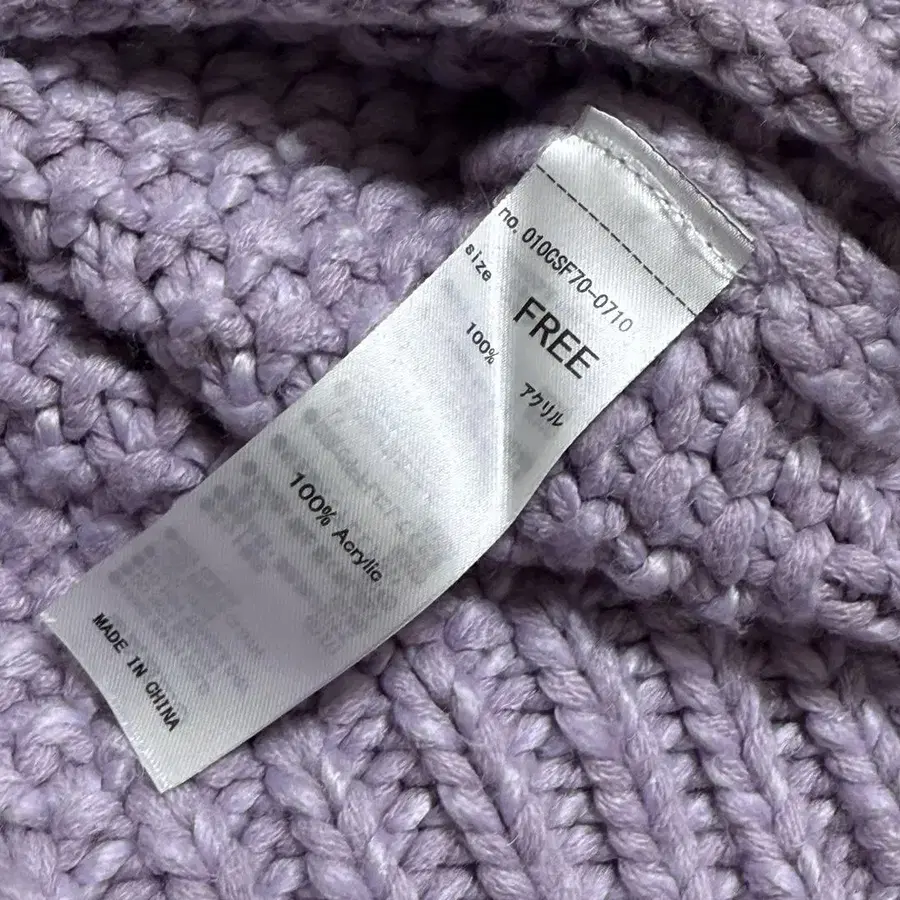 no. 010CSF70-0710
size FREE
100% アクリル
100% Acrylic
MADE IN CHINA